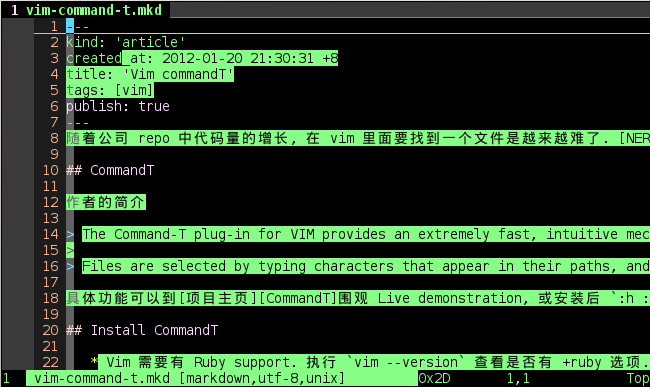 1 vim-command-t.mkd
1 ---
2 kind: 'article'
3 created_at: 2012-01-20 21:30:31 +8
4 title: 'Vim commandT'
5 tags: [vim]
6 publish: true
7 ---
8 随着公司 repo 中代码量的增长, 在 vim 里面要找到一个文件是越来越难了. [NER
9
10 ## CommandT
11
12 作者的简介
13
14 > The Command-T plug-in for VIM provides an extremely fast, intuitive mec
15 >
16 > Files are selected by typing characters that appear in their paths, and
17
18 具体功能可以到[项目主页][CommandT]围观 Live demonstration, 或安装后 `:h :
19
20 ## Install CommandT
21
22 * Vim 需要有 Ruby support. 执行 `vim --version` 查看是否有 +ruby 选项.
1 vim-command-t.mkd [markdown,utf-8,unix] 0x2D 1,1 Top